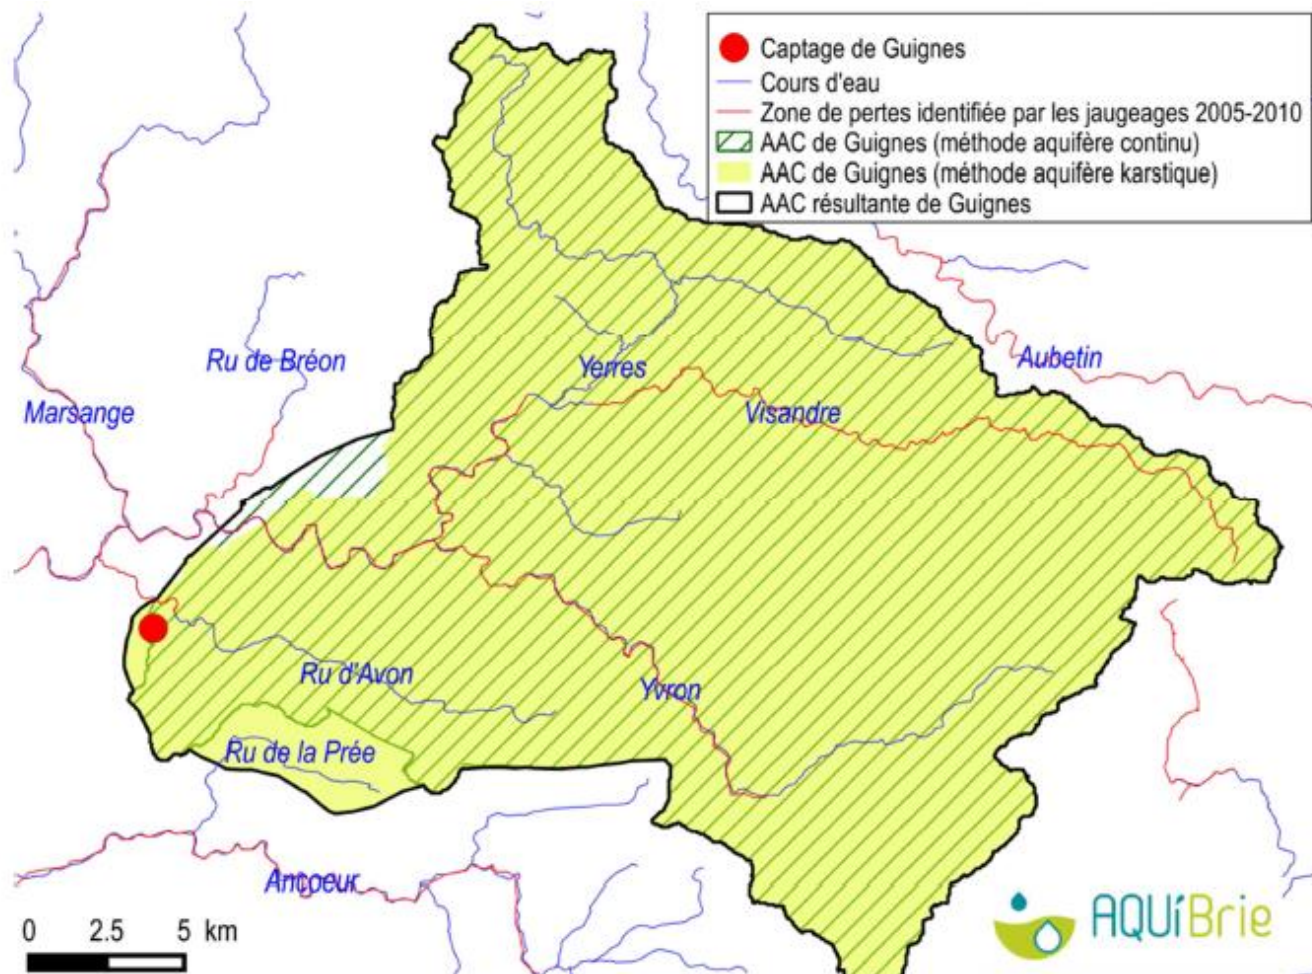 Captage de Guignes
Cours d'eau
Zone de pertes identifiée par les jaugeages 2005-2010
AAC de Guignes (méthode aquifère continu)
AAC de Guignes (méthode aquifère karstique)
AAC résultante de Guignes
Ru de Bréon
Yerres
Aubetin
Marsange
Visandre
Ru d'Avon
Yvron
Ru de la Prée
Ancoeur
AQUiBrie
0 2.5 5 km